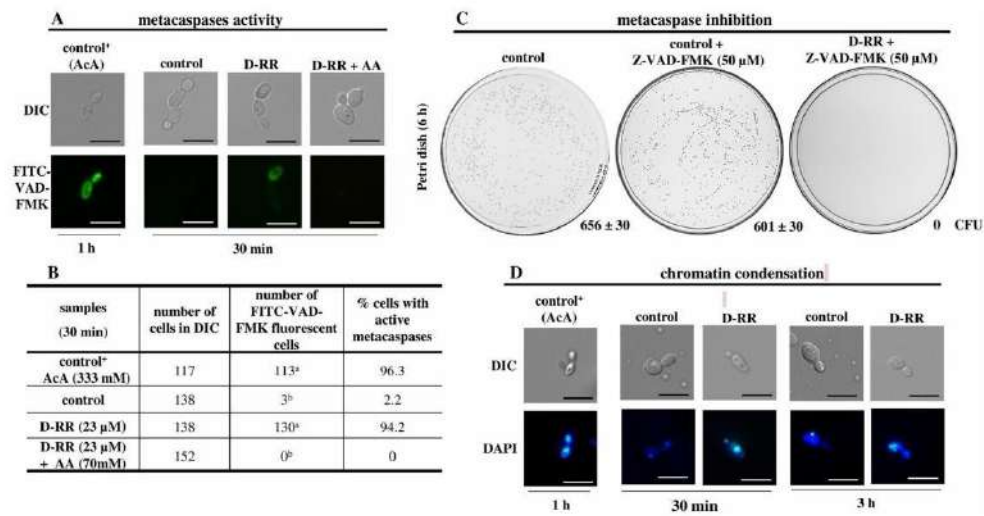 A
metacaspases activity
control⁺
(AcA)
control
D-RR
D-RR + AA
DIC
FITC-
VAD-
FMK
1 h
30 min
B
samples
(30 min)
number of
cells in DIC
number of
FITC-VAD-
FMK fluorescent
cells
% cells with
active
metacaspases
control⁺
AcA (333 mM)
117
113ᵃ
96.3
control
138
3ᵇ
2.2
D-RR (23 µM)
138
130ᵃ
94.2
D-RR (23 µM)
+ AA (70mM)
152
0ᵇ
0
C
metacaspase inhibition
control
control +
Z-VAD-FMK (50 µM)
D-RR +
Z-VAD-FMK (50 µM)
Petri dish (6 h)
656 ± 30
601 ± 30
0 CFU
D
chromatin condensation
control⁺
(AcA)
control
D-RR
control
D-RR
DIC
DAPI
1 h
30 min
3 h